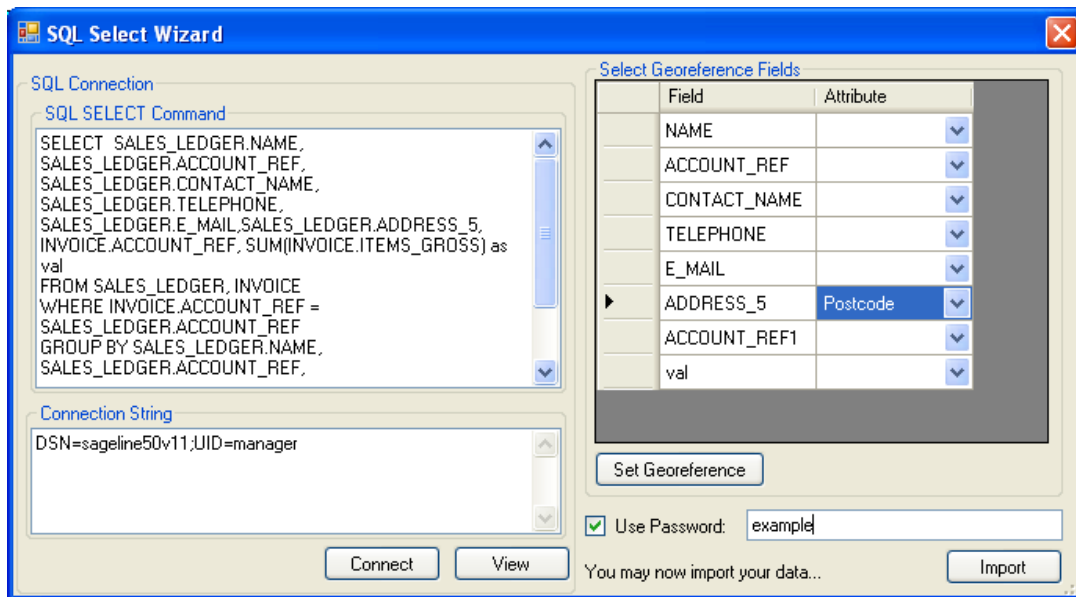 SQL Select Wizard
SQL Connection
SQL SELECT Command
SELECT SALES_LEDGER.NAME,
SALES_LEDGER.ACCOUNT_REF,
SALES_LEDGER.CONTACT_NAME,
SALES_LEDGER.TELEPHONE,
SALES_LEDGER.E_MAIL,SALES_LEDGER.ADDRESS_5,
INVOICE.ACCOUNT_REF, SUM(INVOICE.ITEMS_GROSS) as
val
FROM SALES_LEDGER, INVOICE
WHERE INVOICE.ACCOUNT_REF =
SALES_LEDGER.ACCOUNT_REF
GROUP BY SALES_LEDGER.NAME,
SALES_LEDGER.ACCOUNT_REF,
Connection String
DSN=sageline50v11;UID=manager
Connect
View
Select Georeference Fields
Field Attribute
NAME
ACCOUNT_REF
CONTACT_NAME
TELEPHONE
E_MAIL
ADDRESS_5 Postcode
ACCOUNT_REF1
val
Set Georeference
Use Password: example
You may now import your data...
Import